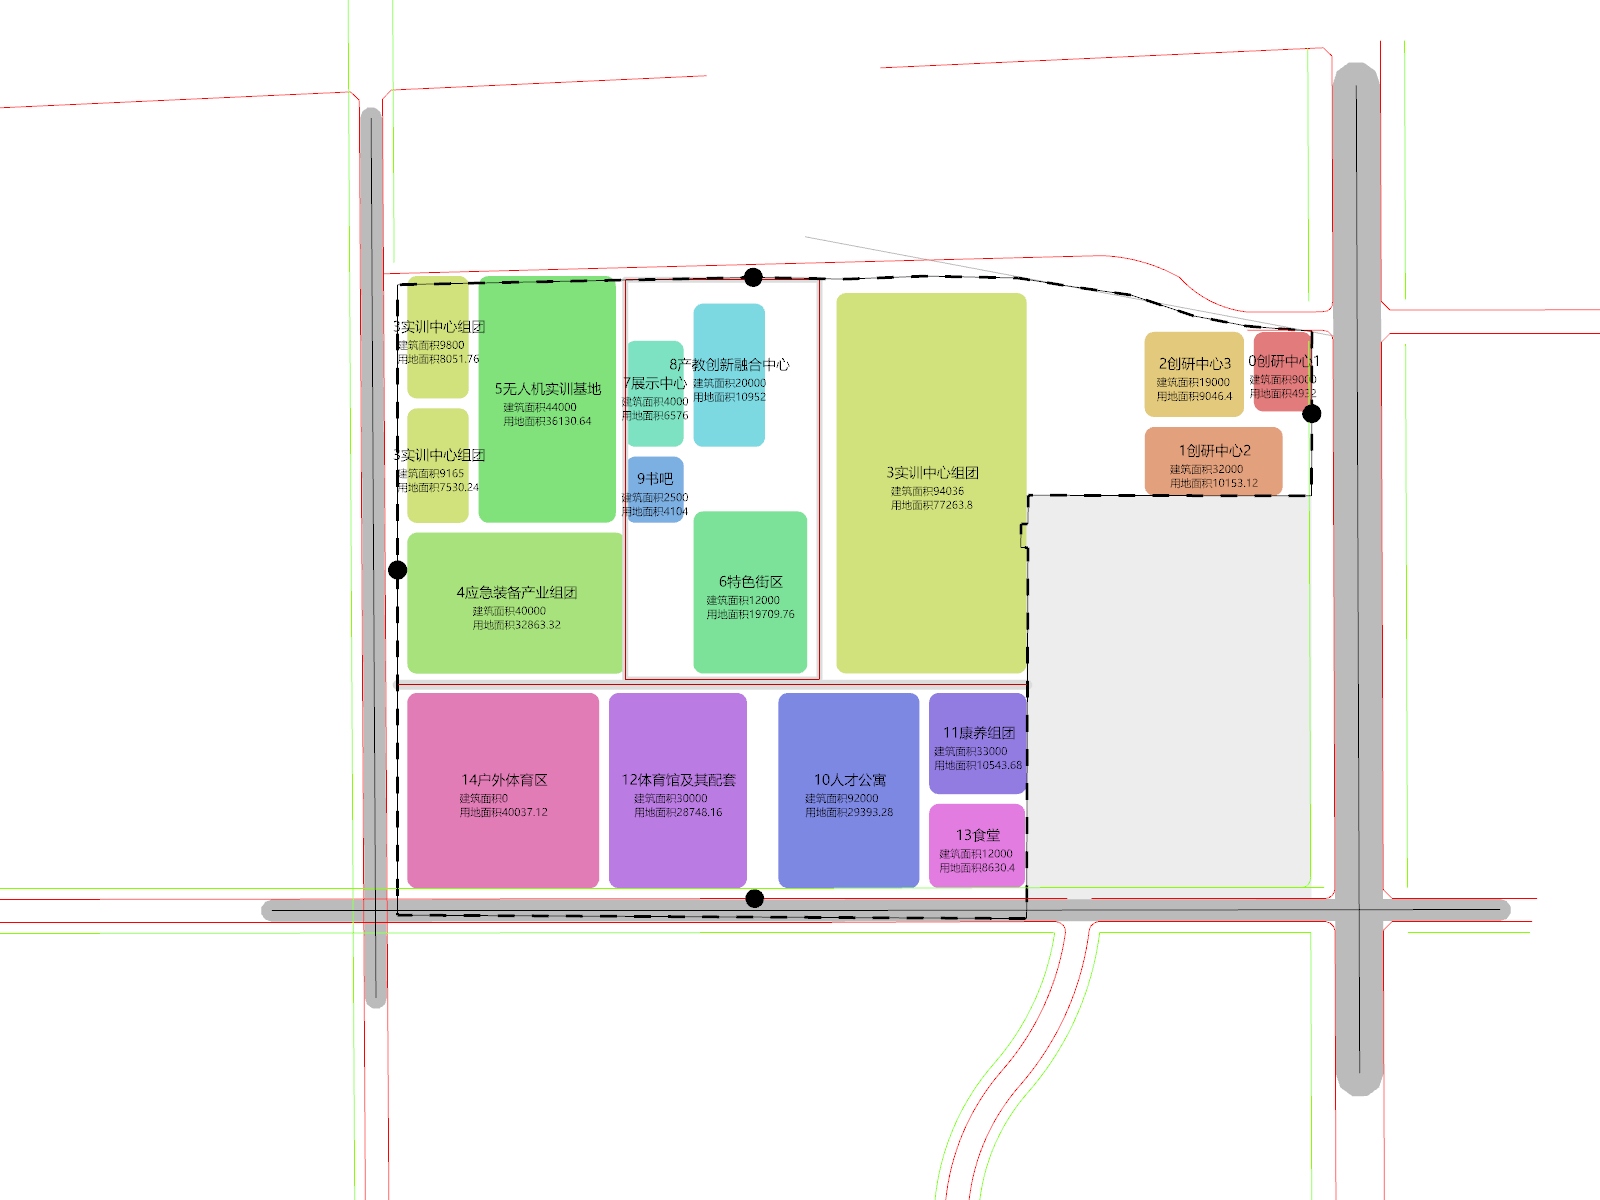 3实训中心组团
建筑面积9800
用地面积8051.76
3实训中心组团
建筑面积9165
用地面积7530.24
5无人机实训基地
建筑面积44000
用地面积36130.64
4应急装备产业组团
建筑面积40000
用地面积32863.32
7展示中心
建筑面积4000
用地面积6576
8产教创新融合中心
建筑面积20000
用地面积10952
9书吧
建筑面积2500
用地面积4104
6特色街区
建筑面积12000
用地面积19709.76
3实训中心组团
建筑面积94036
用地面积77263.8
2创研中心3
建筑面积19000
用地面积9046.4
0创研中心1
建筑面积9000
用地面积4932
1创研中心2
建筑面积32000
用地面积10153.12
14户外体育区
建筑面积0
用地面积40037.12
12体育馆及其配套
建筑面积30000
用地面积28748.16
10人才公寓
建筑面积92000
用地面积29393.28
11康养组团
建筑面积33000
用地面积10543.68
13食堂
建筑面积12000
用地面积8630.4